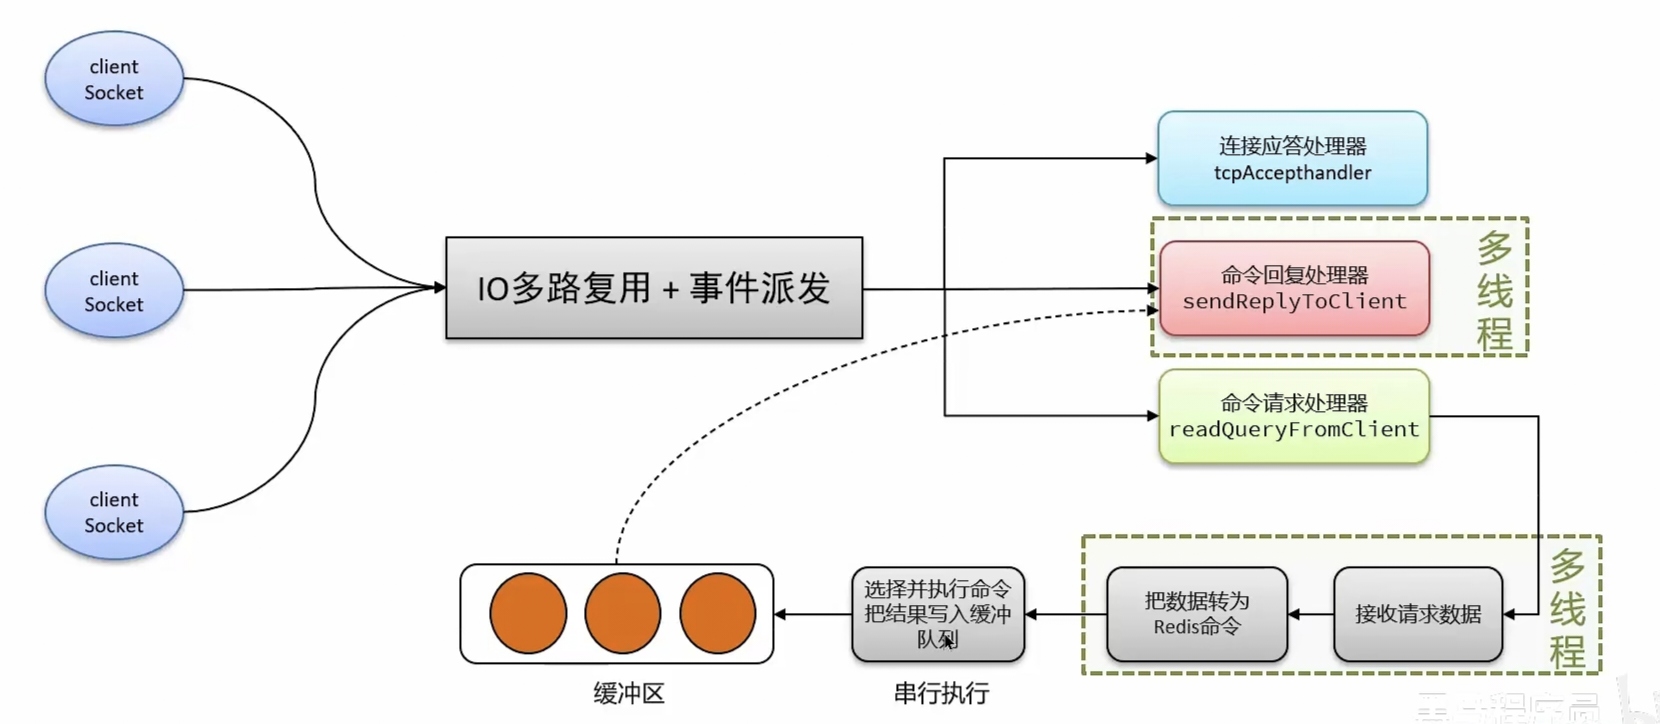 client
Socket
client
Socket
client
Socket
IO多路复用 + 事件派发
连接应答处理器
tcpAccepthandler
命令回复处理器
sendReplyToClient
多
线
程
命令请求处理器
readQueryFromClient
多
线
程
接收请求数据
把数据转为
Redis命令
选择并执行命令
把结果写入缓冲
队列
串行执行
缓冲区